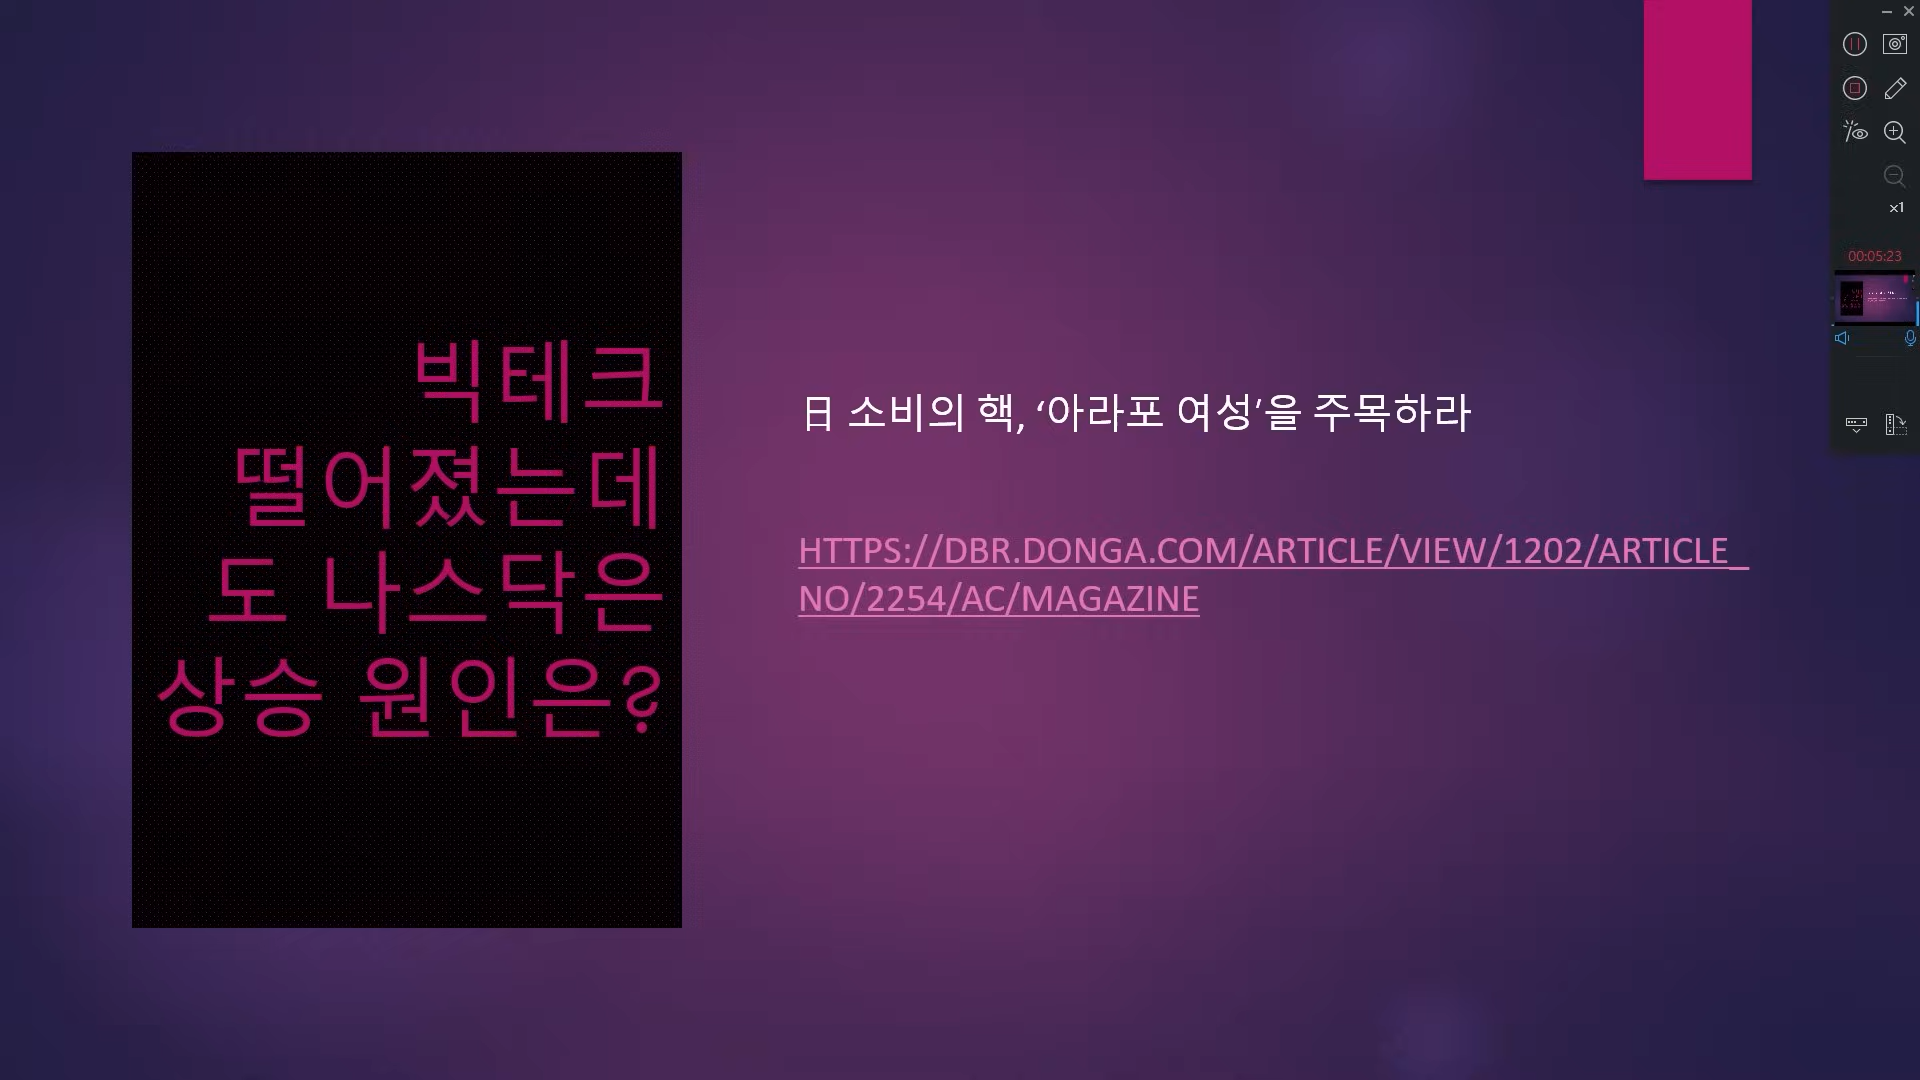 빅테크
떨어졌는데
도 나스닥은
상승 원인은?
日 소비의 핵, ‘아라포 여성’을 주목하라
HTTPS://DBR.DONGA.COM/ARTICLE/VIEW/1202/ARTICLE_
NO/2254/AC/MAGAZINE
x1
00:05:23